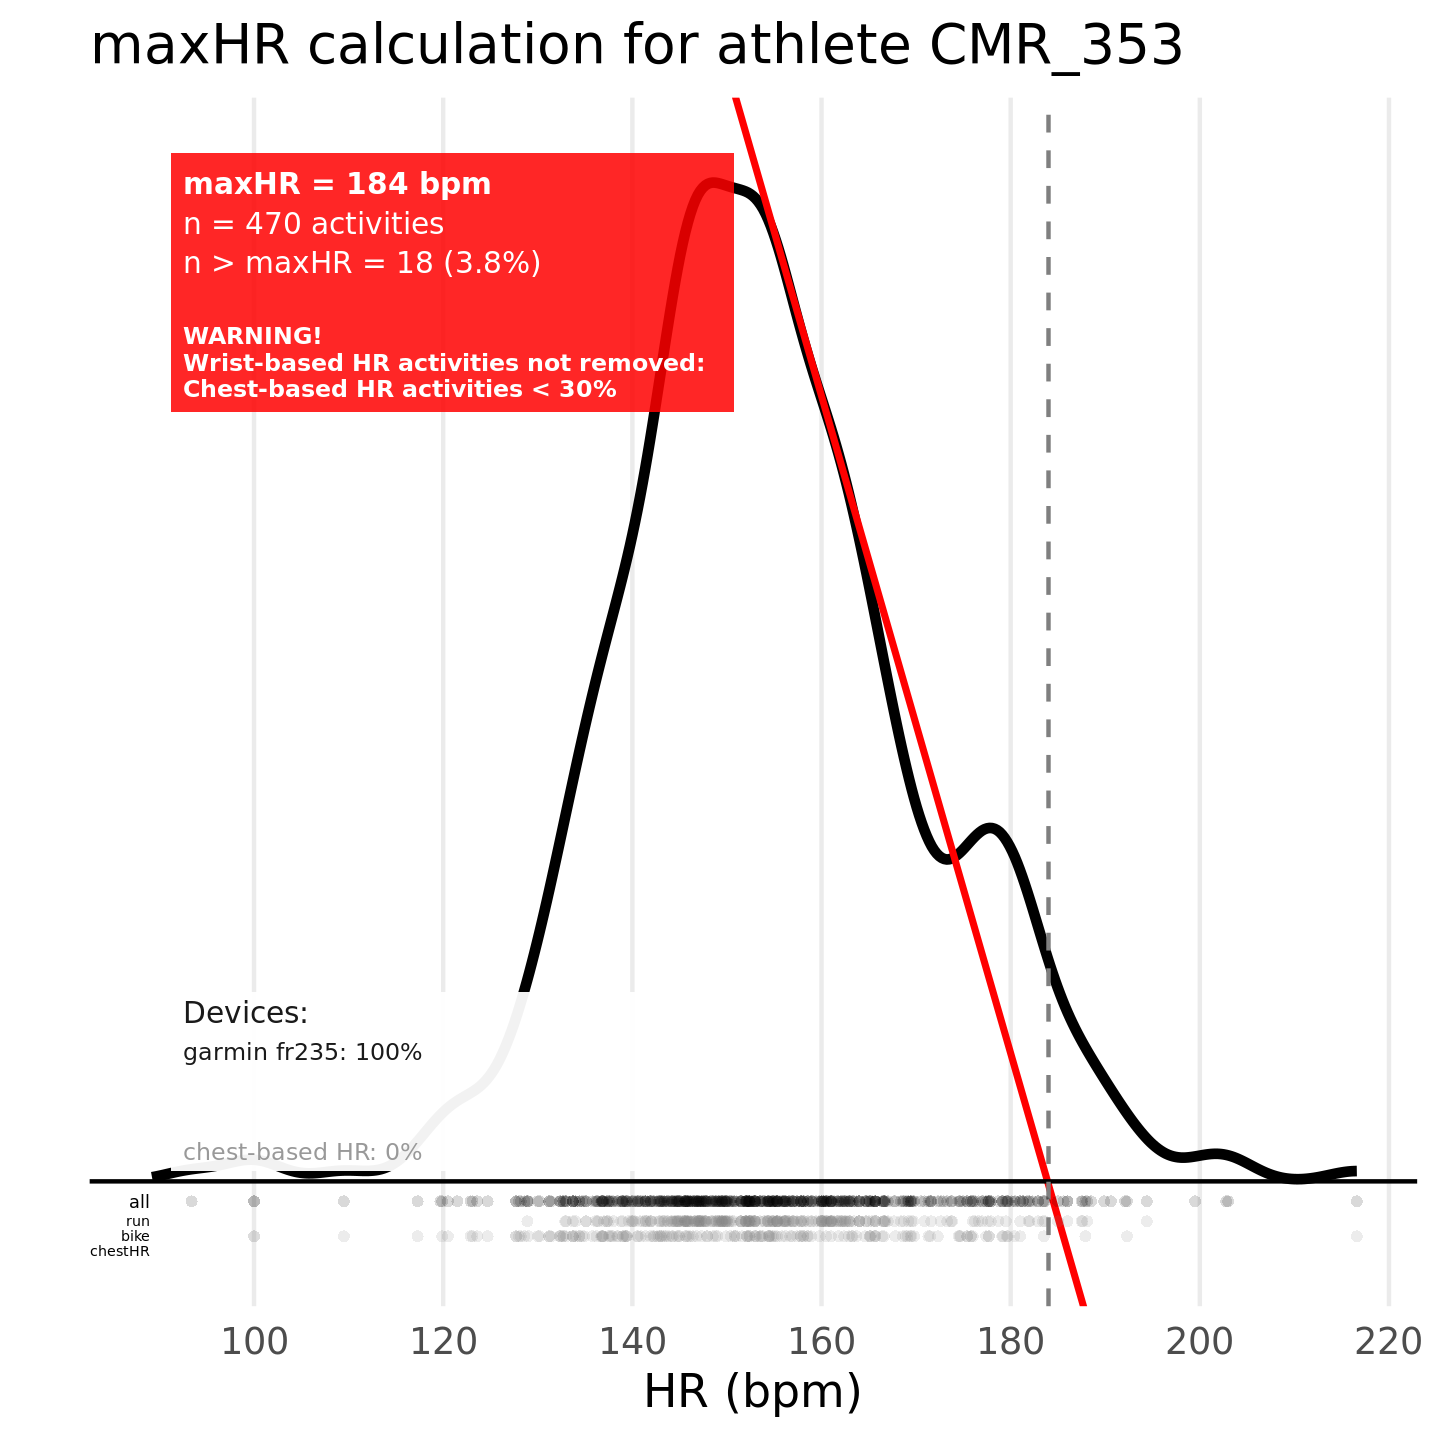 maxHR calculation for athlete CMR_353
maxHR = 184 bpm
n = 470 activities
n > maxHR = 18 (3.8%)
WARNING!
Wrist-based HR activities not removed:
Chest-based HR activities < 30%
Devices:
garmin fr235: 100%
chest-based HR: 0%
all
run
bike
chestHR
100 120 140 160 180 200 220
HR (bpm)